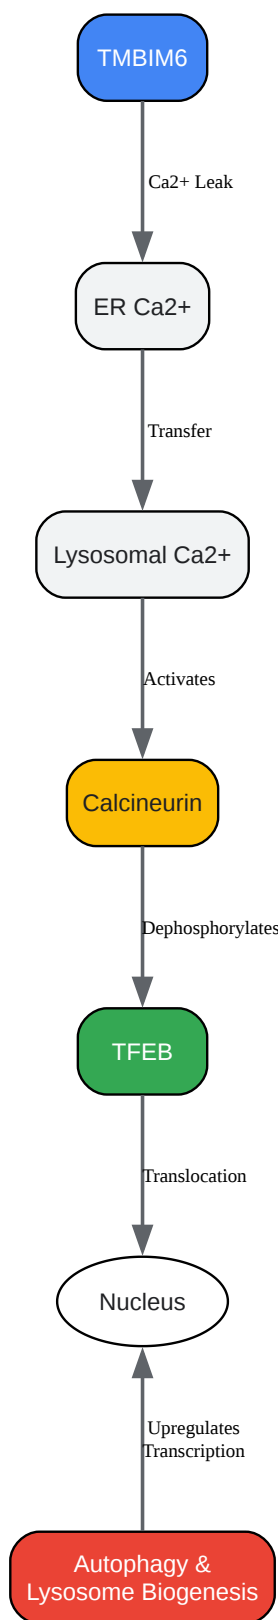 TMBIM6
Ca2+ Leak
ER Ca2+
Transfer
Lysosomal Ca2+
Activates
Calcineurin
Dephosphorylates
TFEB
Translocation
Nucleus
Upregulates
Transcription
Autophagy &
Lysosome Biogenesis